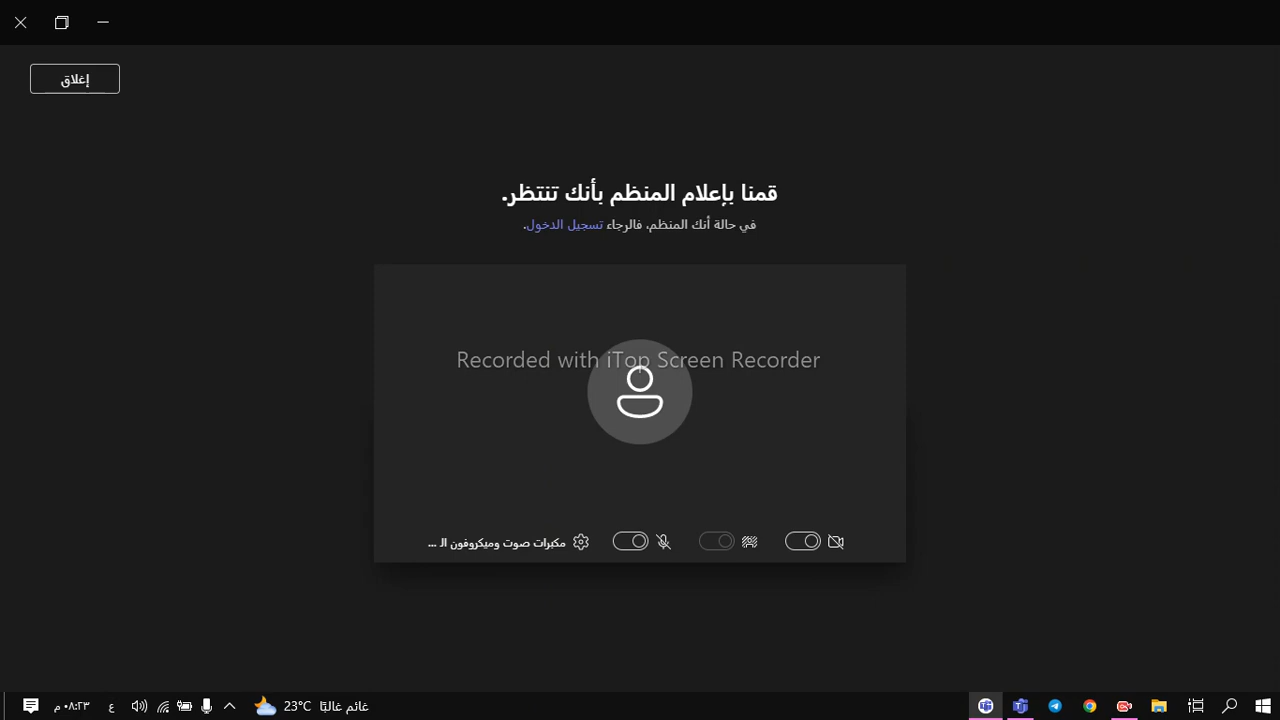 إغلاق
قمنا بإعلام المنظم بأنك تنتظر.
في حالة أنك المنظم، فالرجاء تسجيل الدخول.
Recorded with iTop Screen Recorder
مكبرات صوت وميكروفون الـ ...
٠٨:٢٣ م
ع
23°C غائم غالبًا